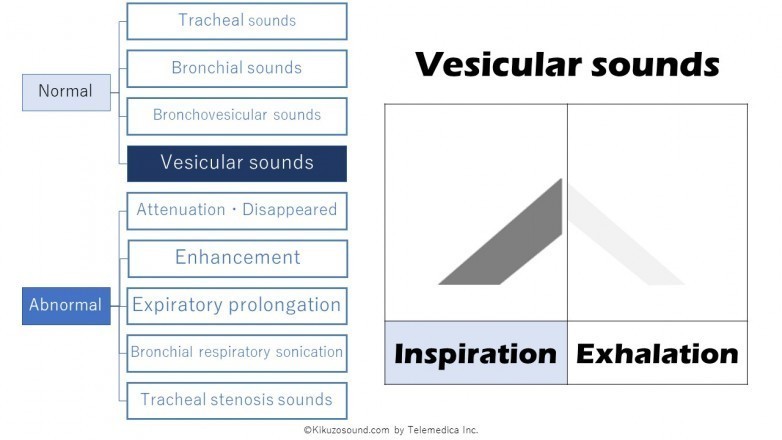 Normal
Tracheal sounds
Bronchial sounds
Bronchovesicular sounds
Vesicular sounds
Abnormal
Attenuation・Disappeared
Enhancement
Expiratory prolongation
Bronchial respiratory sonication
Tracheal stenosis sounds
Vesicular sounds
Inspiration
Exhalation
©Kikuzosound.com by Telemedica Inc.